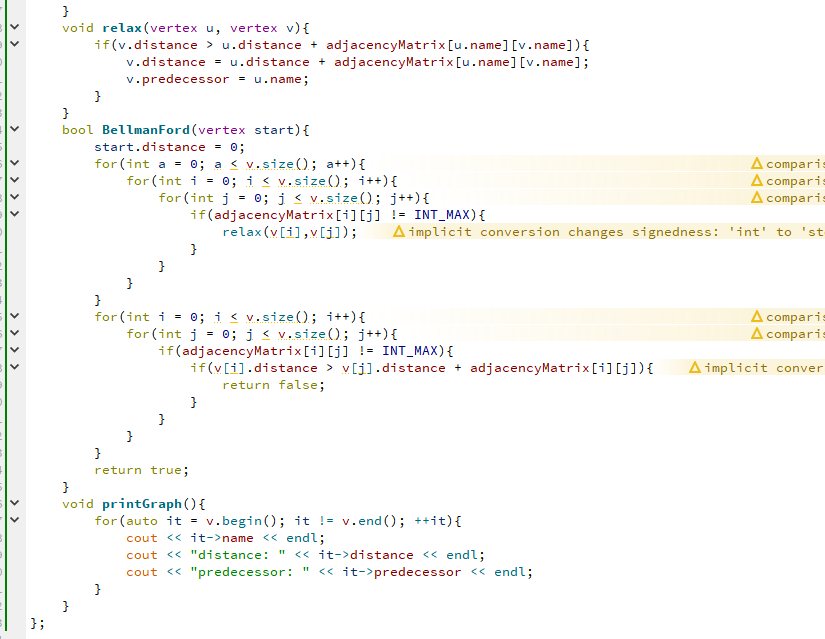 }
    void relax(vertex u, vertex v){
        if(v.distance > u.distance + adjacencyMatrix[u.name][v.name]){
            v.distance = u.distance + adjacencyMatrix[u.name][v.name];
            v.predecessor = u.name;
        }
    }
    bool BellmanFord(vertex start){
        start.distance = 0;
        for(int a = 0; a < v.size(); a++){ comparis
            for(int i = 0; i < v.size(); i++){ comparis
                for(int j = 0; j < v.size(); j++){ comparis
                    if(adjacencyMatrix[i][j] != INT_MAX){
                        relax(v[i],v[j]); implicit conversion changes signedness: 'int' to 'st
                    }
                }
            }
        }
        for(int i = 0; i < v.size(); i++){ comparis
            for(int j = 0; j < v.size(); j++){ comparis
                if(adjacencyMatrix[i][j] != INT_MAX){
                    if(v[i].distance > v[j].distance + adjacencyMatrix[i][j]){ implicit conver
                        return false;
                    }
                }
            }
        }
        return true;
    }
    void printGraph(){
        for(auto it = v.begin(); it != v.end(); ++it){
            cout << it->name << endl;
            cout << "distance: " << it->distance << endl;
            cout << "predecessor: " << it->predecessor << endl;
        }
    }
};